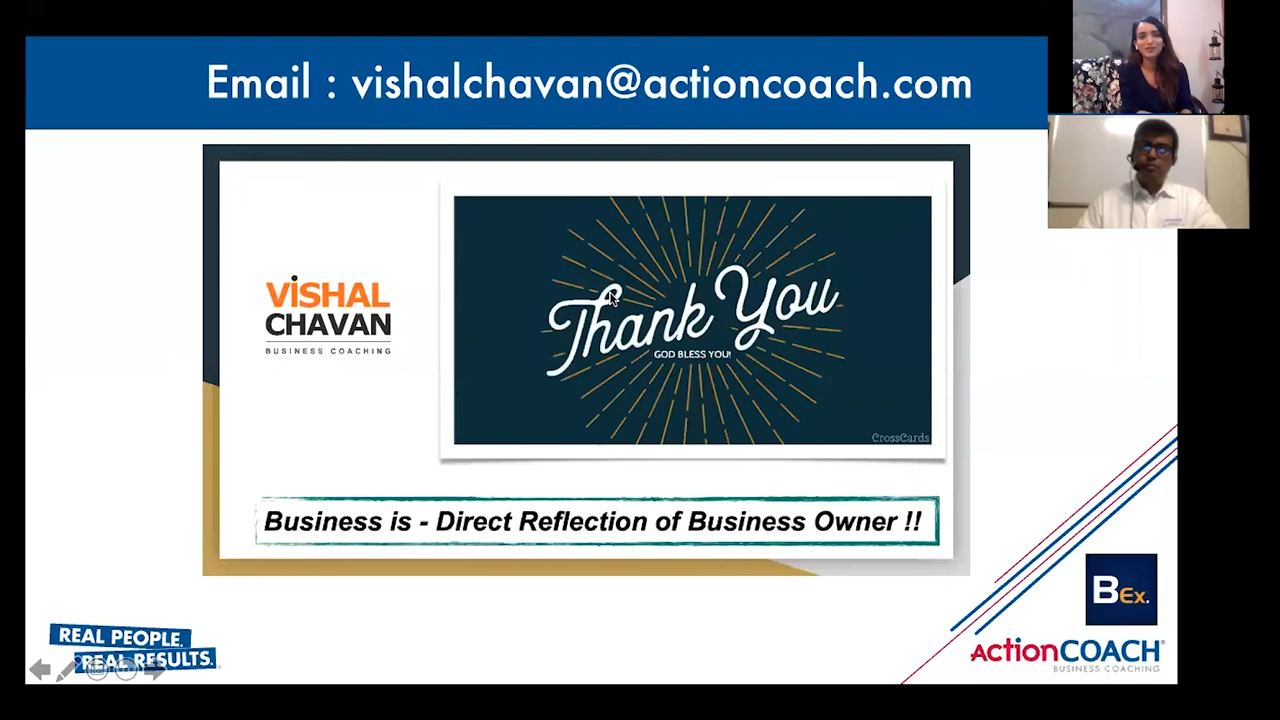 Email : vishalchavan@actioncoach.com
ViSHAL
CHAVAN
BUSINESS COACHING
Thank You
GOD BLESS YOU!
CrossCards
Business is - Direct Reflection of Business Owner !!
REAL PEOPLE.
REAL RESULTS.
BEx.
ActionCOACH®
BUSINESS COACHING